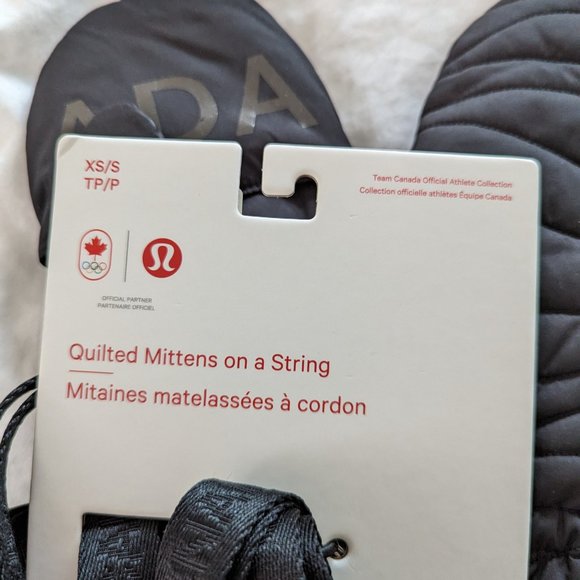 ADA
XS/S
TP/P
Team Canada Official Athlete Collection
Collection officielle athlètes Équipe Canada
OFFICIAL PARTNER
PARTENAIRE OFFICIEL
Quilted Mittens on a String
Mitaines matelassées à cordon